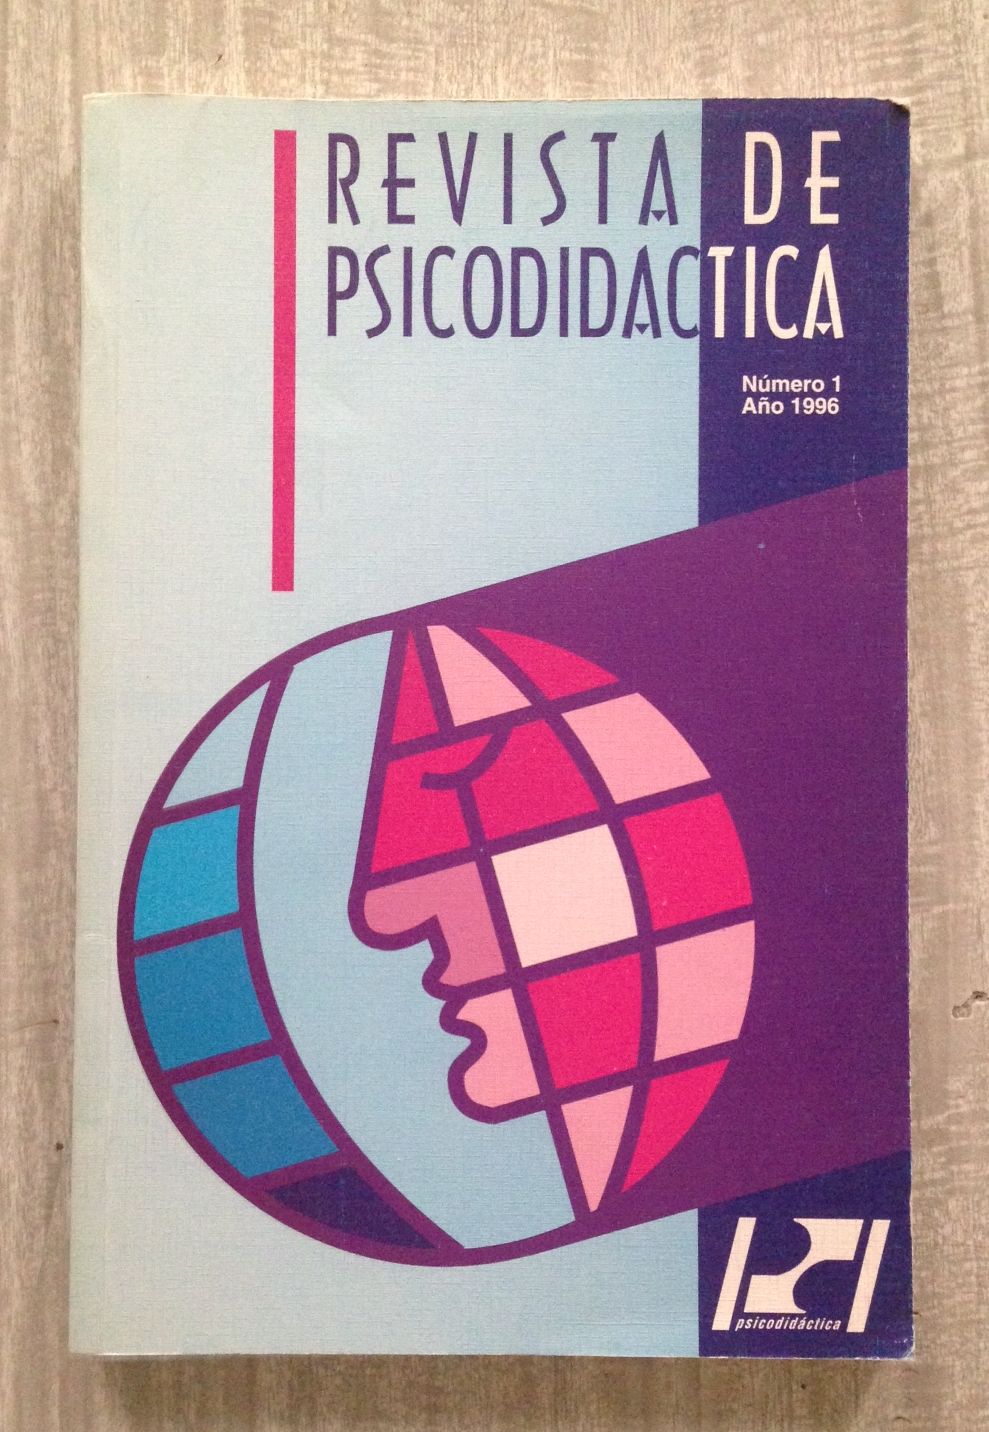 REVISTA DE
PSICODIDACTICA
Número 1
Año 1996
psicodidáctica